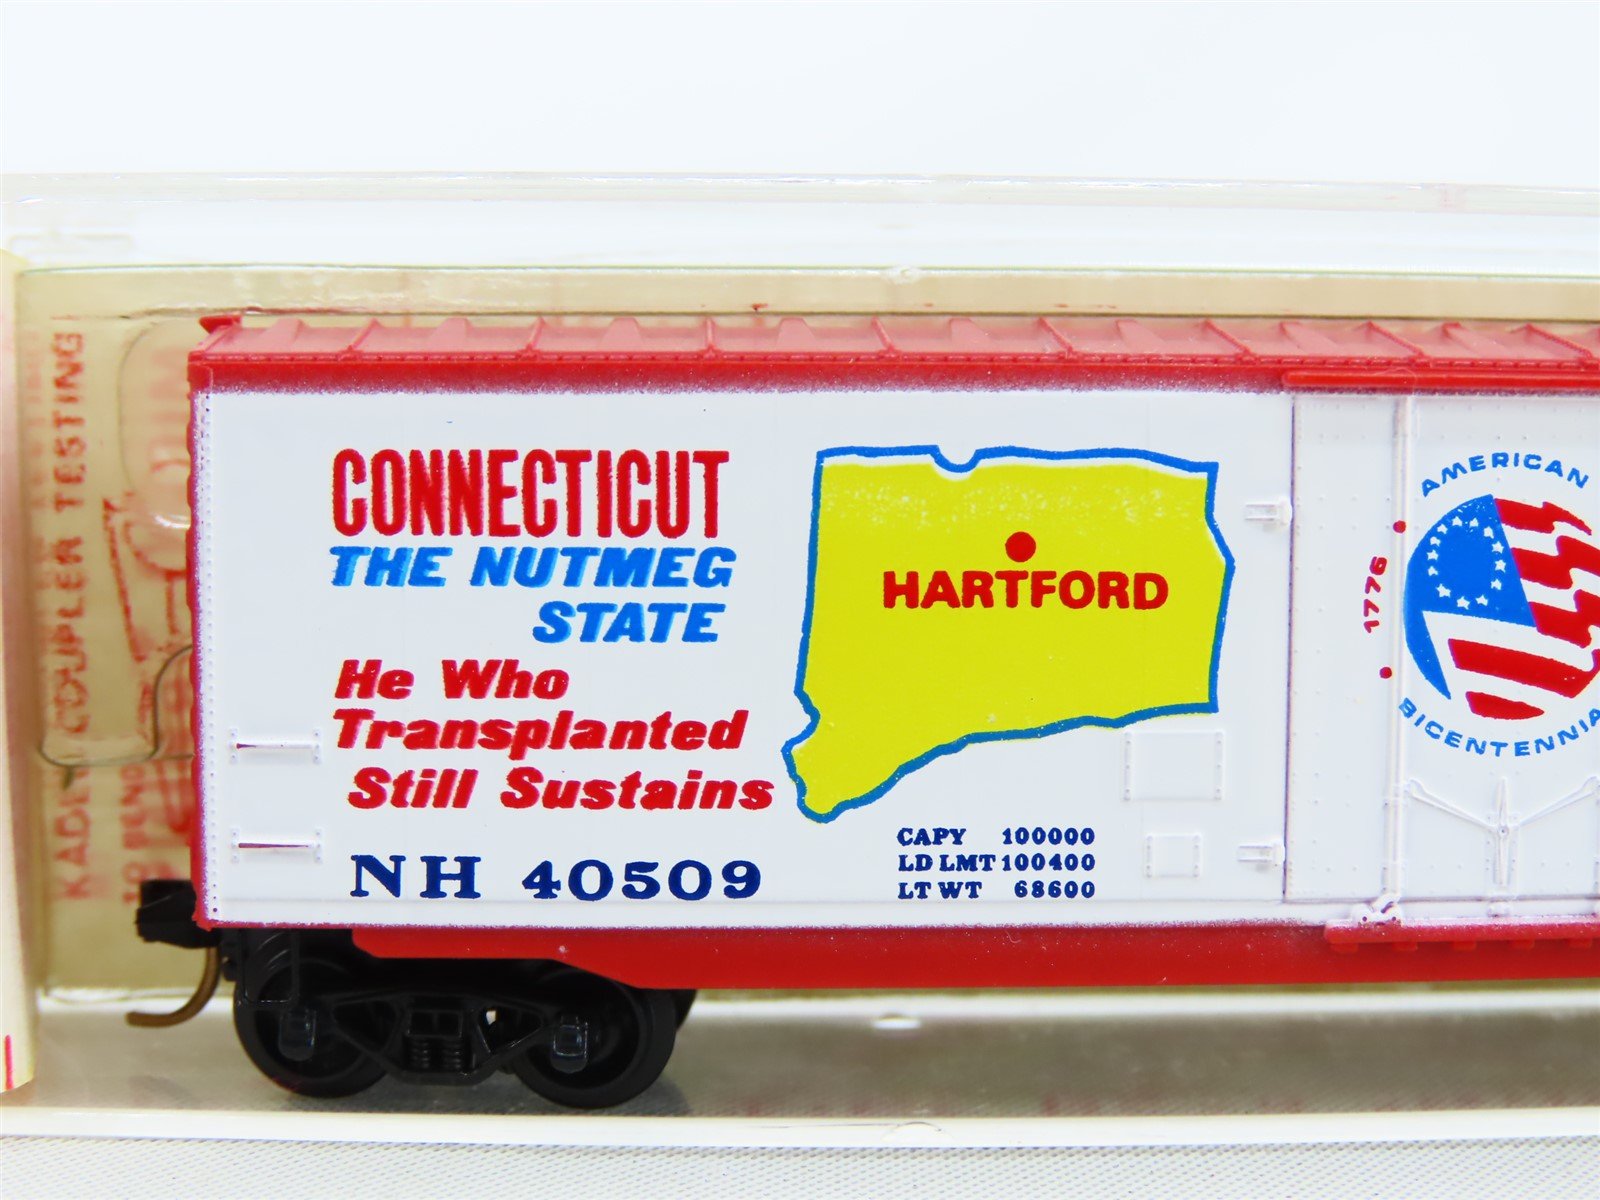 CONNECTICUT
THE NUTMEG
STATE
He Who
Transplanted
Still Sustains
NH 40509
HARTFORD
CAPY 100000
LD LMT 100400
LT WT 68600
AMERICAN
1776
BICENTENNIA
COUPLER TESTING